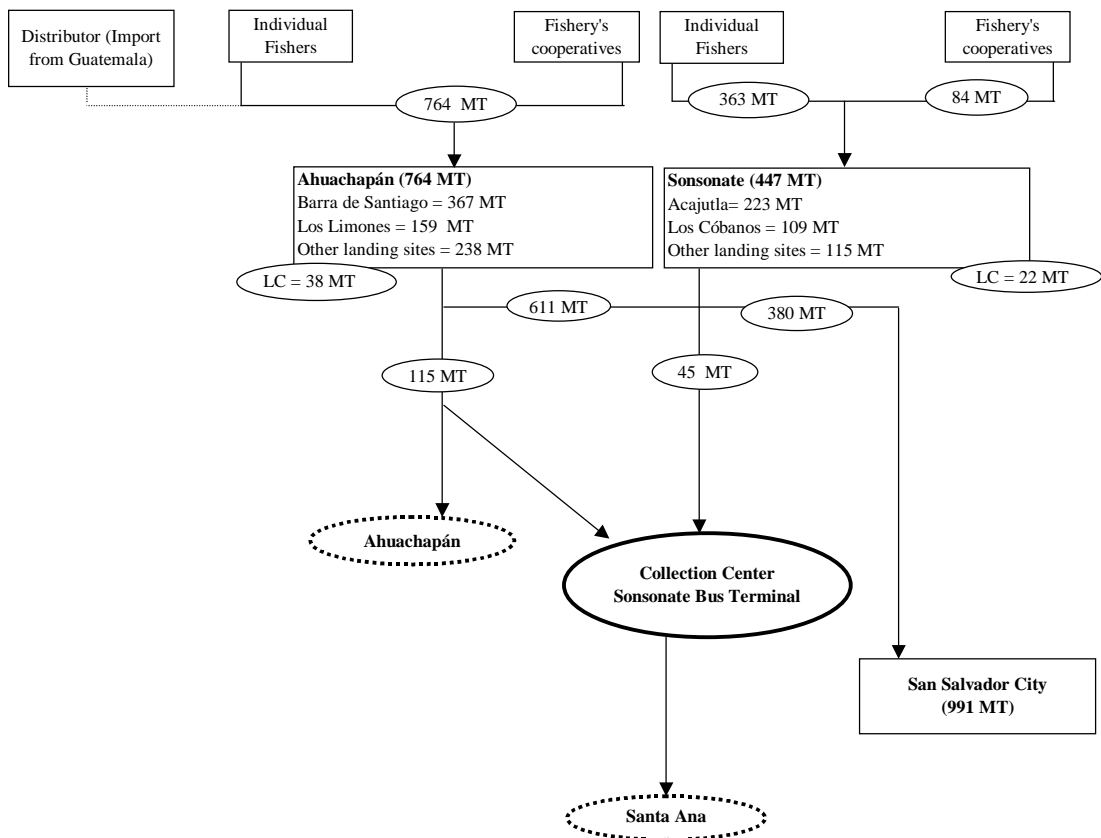 Distributor (Import
from Guatemala)
Individual
Fishers
Fishery's
cooperatives
Individual
Fishers
Fishery's
cooperatives
764 MT
363 MT
84 MT
Ahuachapán (764 MT)
Barra de Santiago = 367 MT
Los Limones = 159 MT
Other landing sites = 238 MT
LC = 38 MT
Sonsonate (447 MT)
Acajutla= 223 MT
Los Cóbanos = 109 MT
Other landing sites = 115 MT
LC = 22 MT
611 MT
380 MT
115 MT
45 MT
Ahuachapán
Collection Center
Sonsonate Bus Terminal
San Salvador City
(991 MT)
Santa Ana